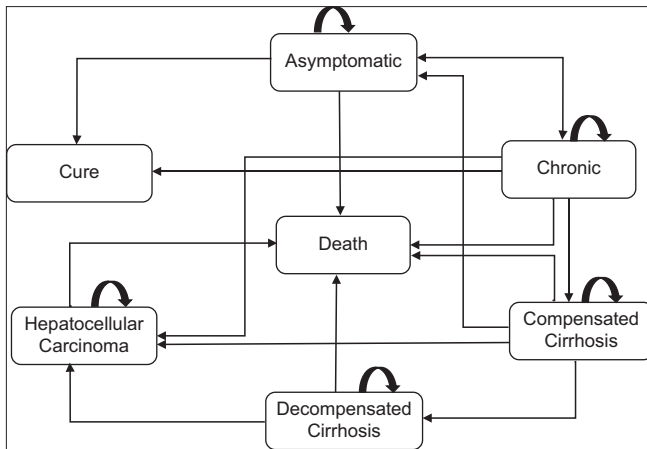 Asymptomatic
Cure
Chronic
Death
Hepatocellular
Carcinoma
Compensated
Cirrhosis
Decompensated
Cirrhosis